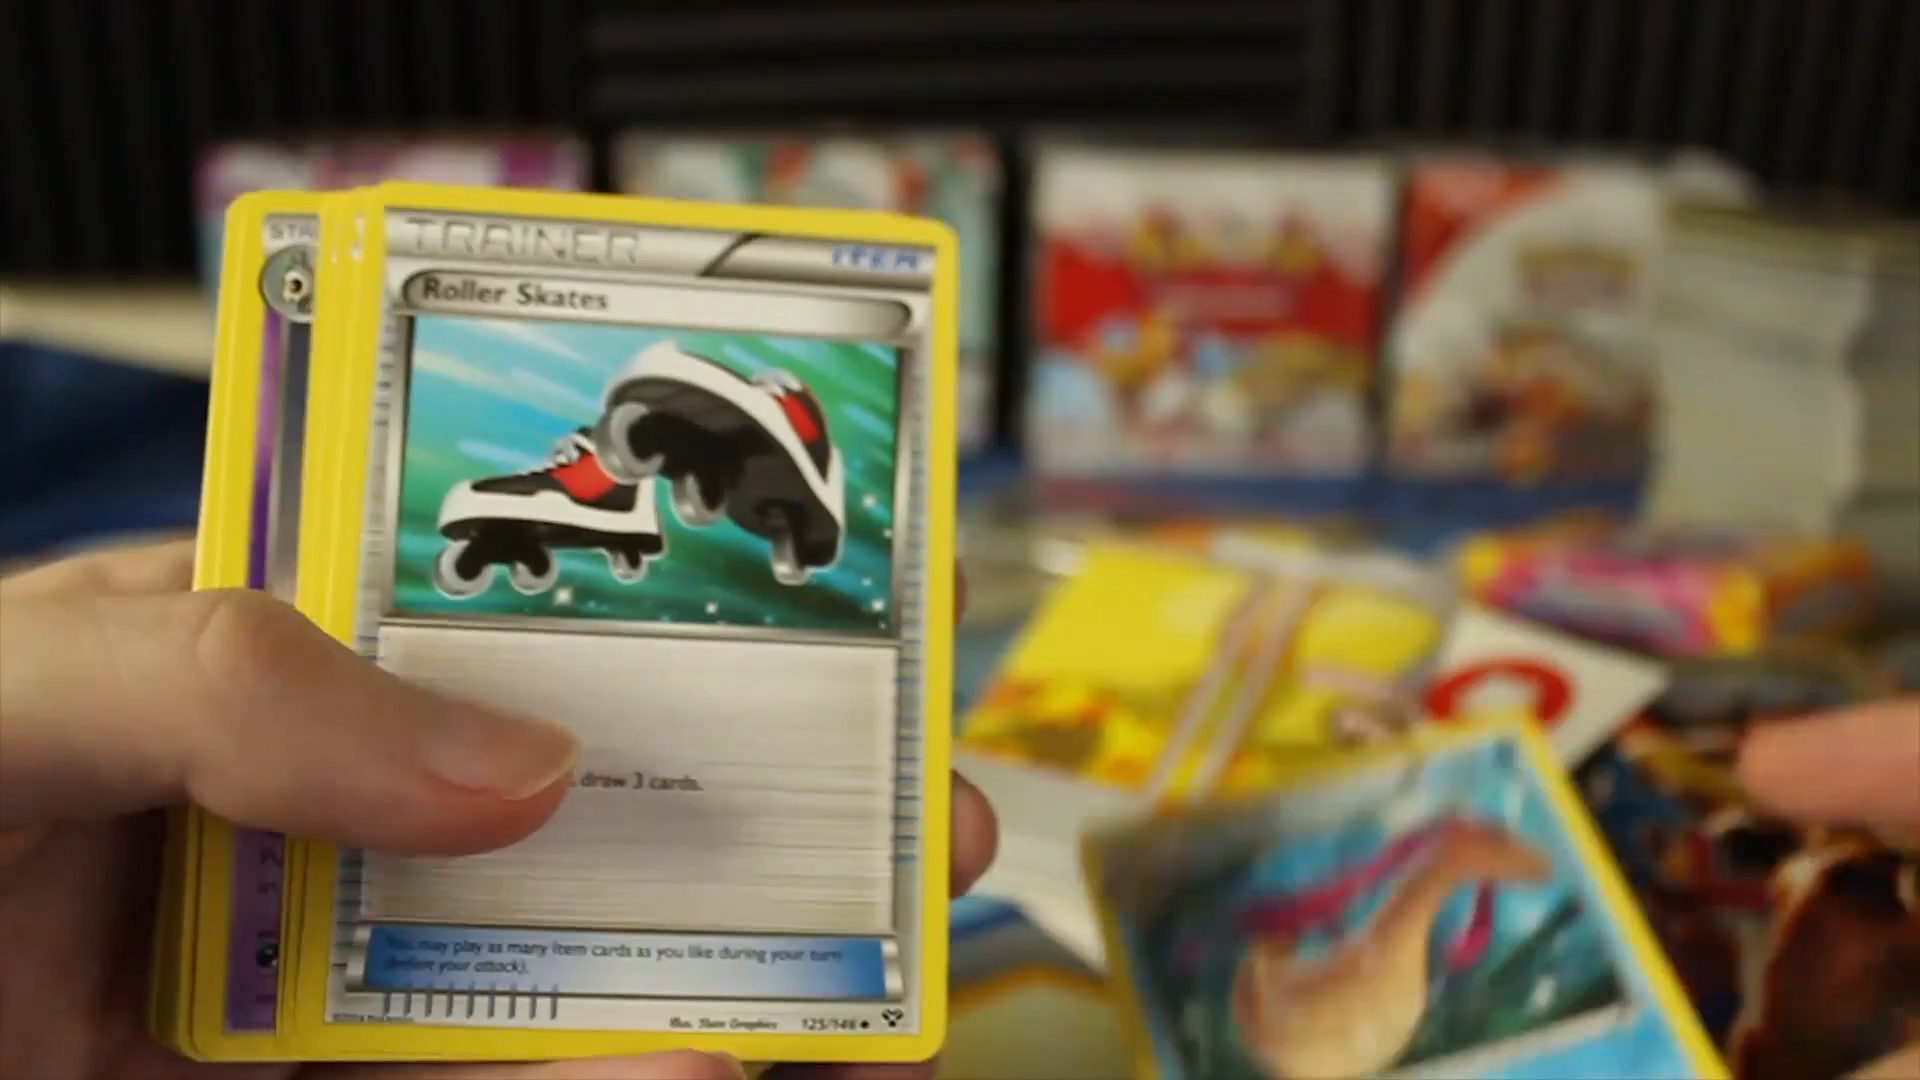 TRAINER ITEM
Roller Skates
draw 3 cards.
You may play as many Item cards as you like during your turn
(before your attack).
Illus. 5ban Graphics 125/146
STA